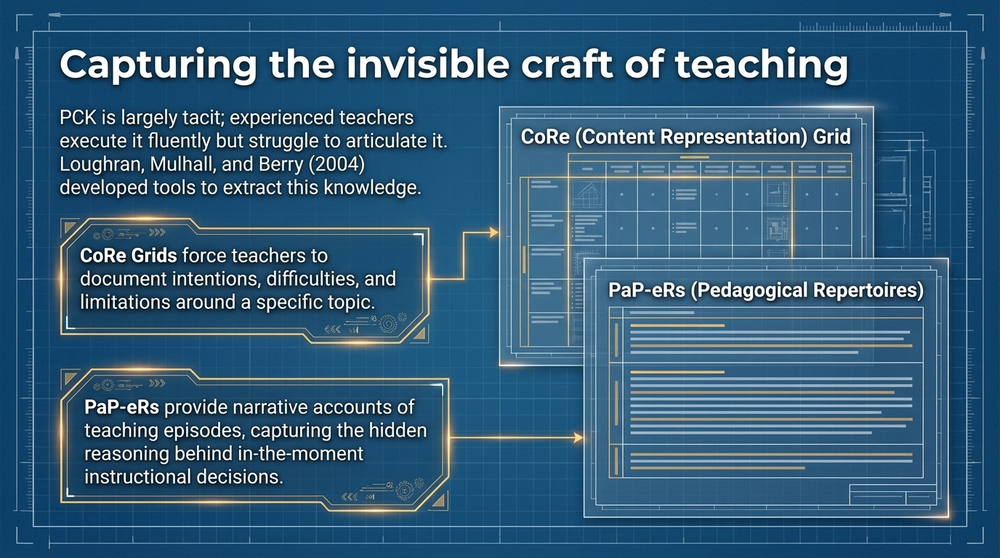 Capturing the invisible craft of teaching
PCK is largely tacit; experienced teachers
execute it fluently but struggle to articulate it.
Loughran, Mulhall, and Berry (2004)
developed tools to extract this knowledge.
CoRe Grids force teachers to
document intentions, difficulties, and
limitations around a specific topic.
PaP-eRs provide narrative accounts of
teaching episodes, capturing the hidden
reasoning behind in-the-moment
instructional decisions.
CoRe (Content Representation) Grid
PaP-eRs (Pedagogical Repertoires)